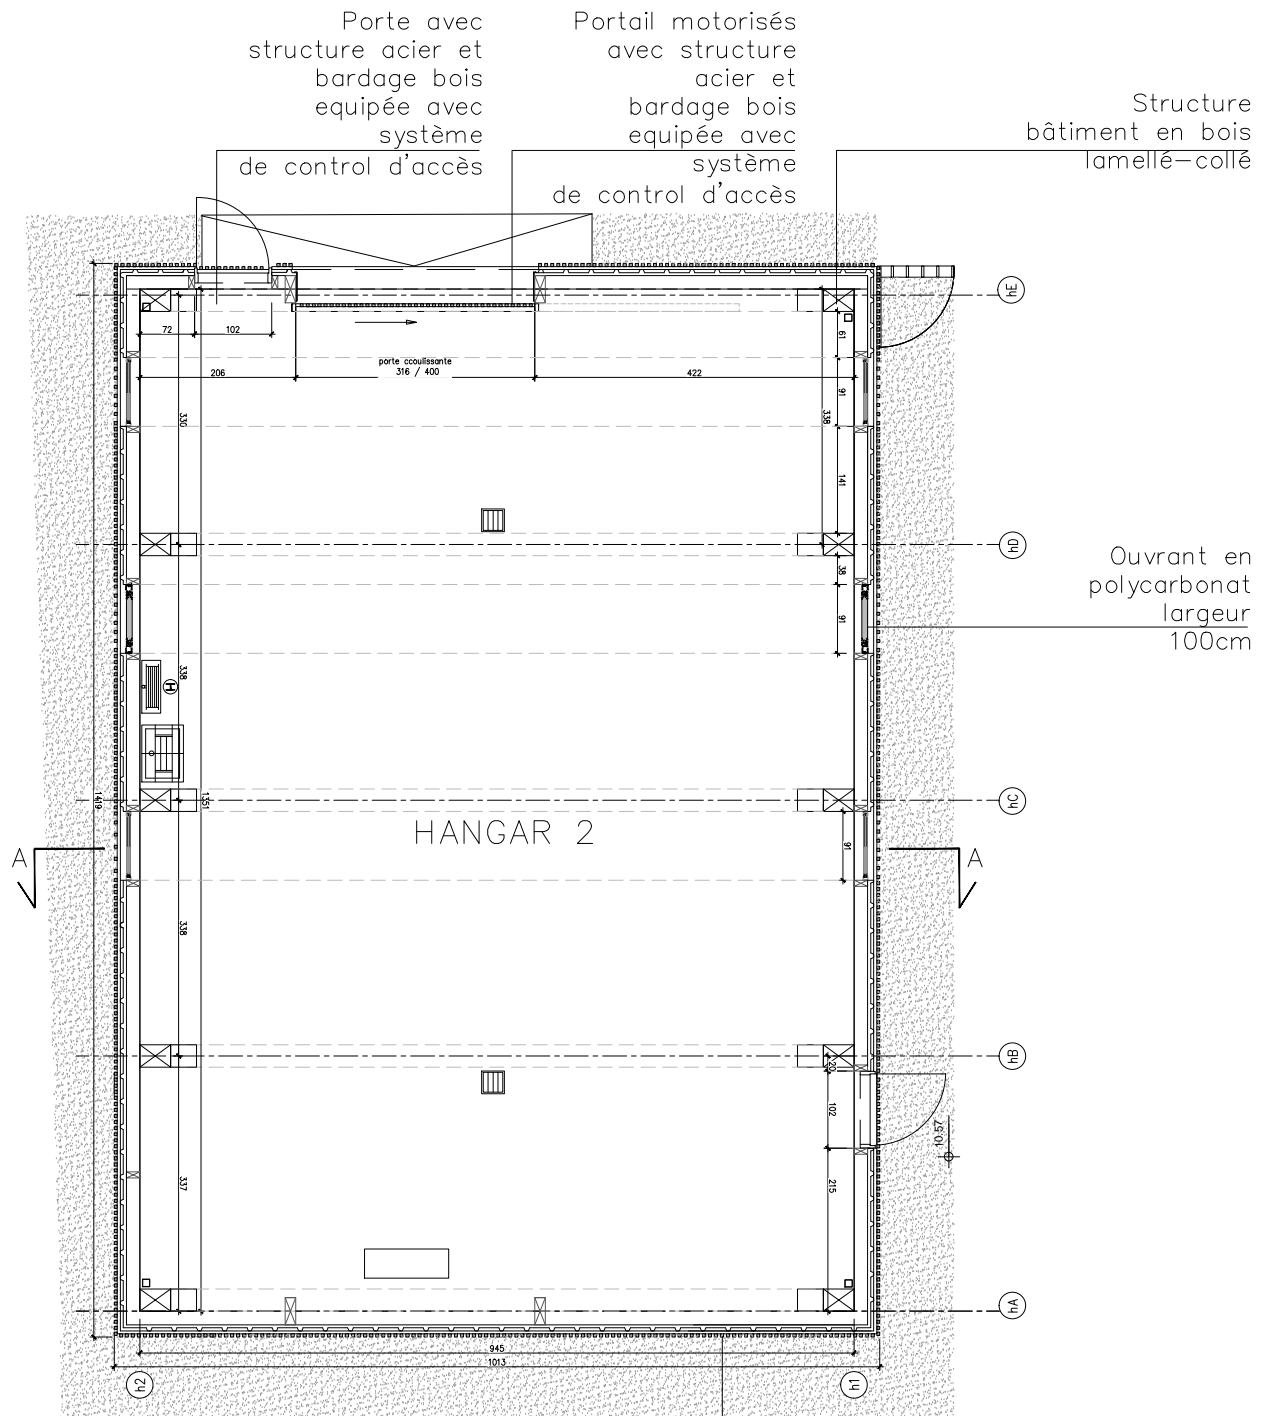 Porte avec
structure acier et
bardage bois
equipée avec
système
de control d'accès
Portail motorisés
avec structure
acier et
bardage bois
equipée avec
système
de control d'accès
Structure
bâtiment en bois
lamellé-collé
hE
72
102
61
porte ccoulissante
206
316 / 400
422
91
330
338
141
hD
38
Ouvrant en
polycarbonat
largeur
100cm
91
338
H
1419
1351
hC
HANGAR 2
91
A
A
338
hB
20
102
10.57
337
215
hA
945
1013
h2
h1